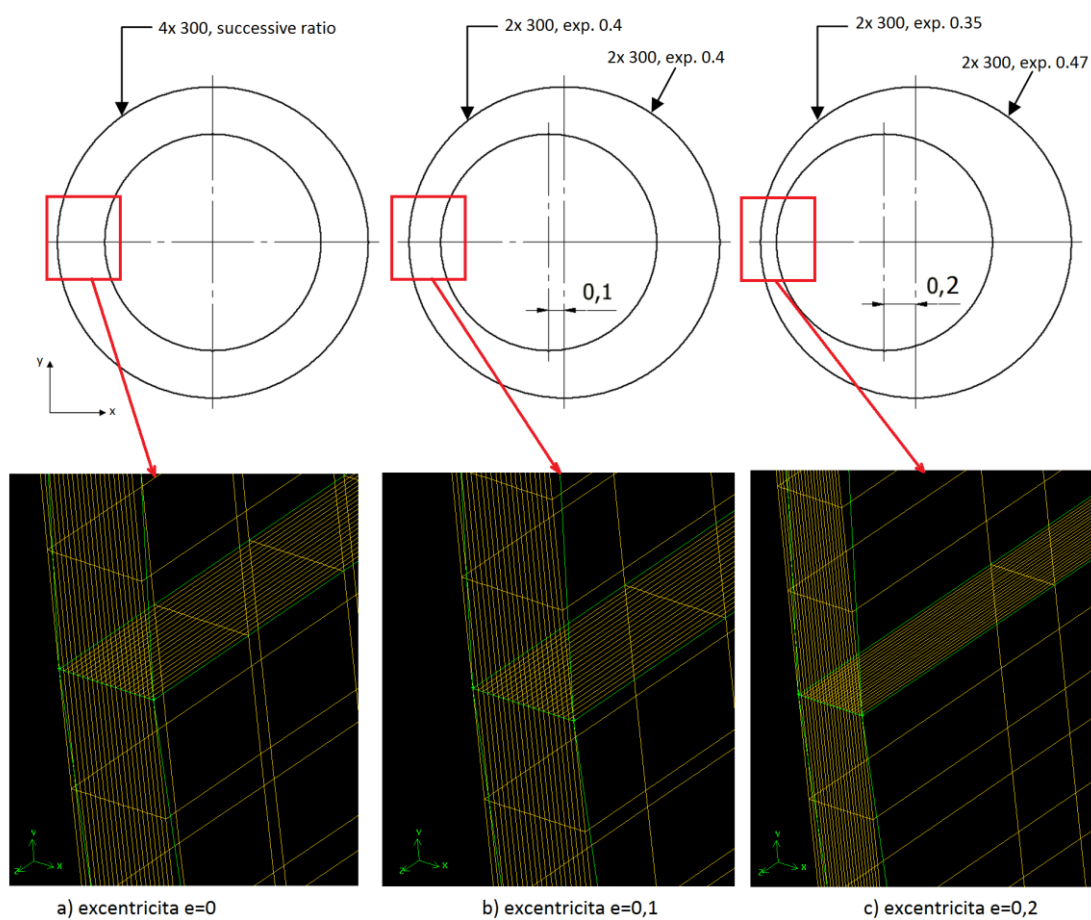 4x 300, successive ratio
2x 300, exp. 0.4
2x 300, exp. 0.4
2x 300, exp. 0.35
2x 300, exp. 0.47
0,1
0,2
y
x
Y
Z X
Y
Z X
Y
Z X
a) excentricita e=0
b) excentricita e=0,1
c) excentricita e=0,2